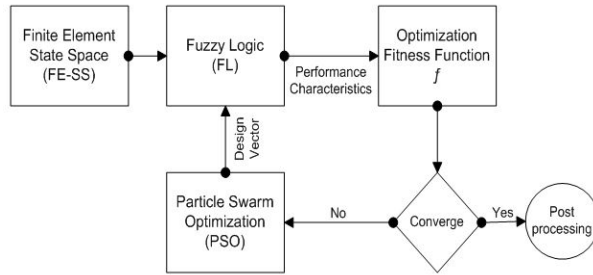 Finite Element
State Space
(FE-SS)
Fuzzy Logic
(FL)
Performance
Characteristics
Optimization
Fitness Function
f
Design
Vector
Particle Swarm
Optimization
(PSO)
No
Converge
Yes
Post
processing